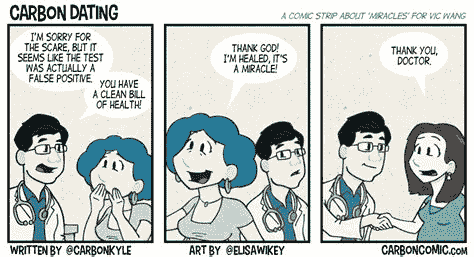 CARBON DATING
A COMIC STRIP ABOUT 'MIRACLES' FOR VIC WANG
I'M SORRY FOR
THE SCARE, BUT IT
SEEMS LIKE THE TEST
WAS ACTUALLY A
FALSE POSITIVE.
YOU HAVE
A CLEAN BILL
OF HEALTH!
THANK GOD!
I'M HEALED, IT'S
A MIRACLE!
THANK YOU,
DOCTOR.
WRITTEN BY @CARBONKYLE
ART BY @ELISAWIKEY
CARBONCOMIC.com